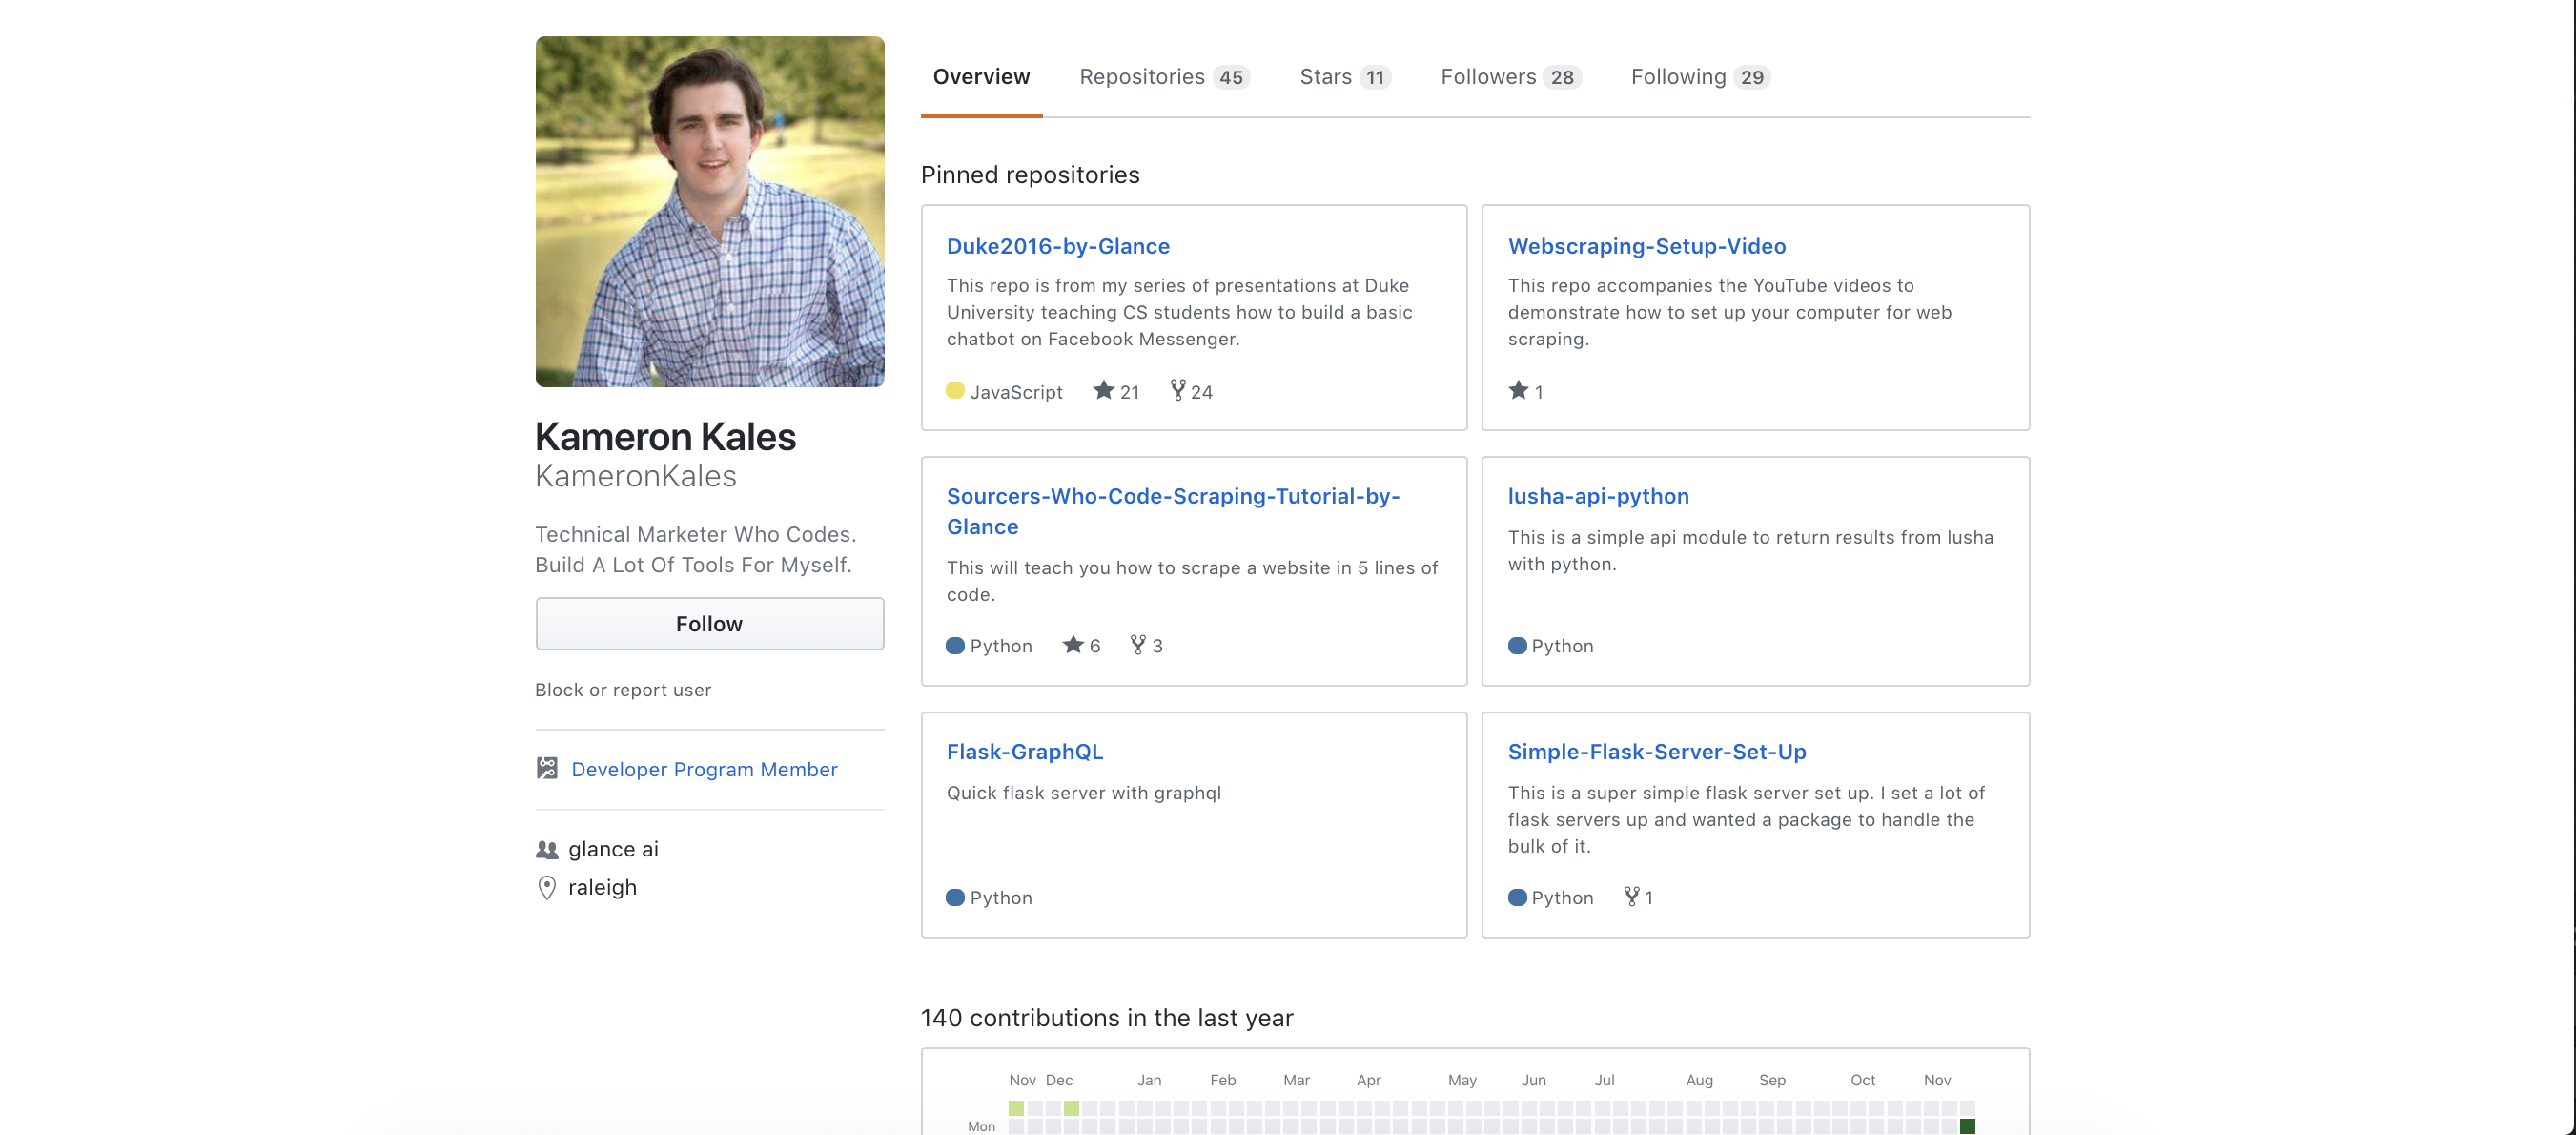 Overview
Repositories 45
Stars 11
Followers 28
Following 29
Kameron Kales
KameronKales
Technical Marketer Who Codes.
Build A Lot Of Tools For Myself.
Follow
Block or report user
Developer Program Member
glance ai
raleigh
Pinned repositories
Duke2016-by-Glance
This repo is from my series of presentations at Duke
University teaching CS students how to build a basic
chatbot on Facebook Messenger.
JavaScript 21 24
Webscraping-Setup-Video
This repo accompanies the YouTube videos to
demonstrate how to set up your computer for web
scraping.
1
Sourcers-Who-Code-Scraping-Tutorial-by-
Glance
This will teach you how to scrape a website in 5 lines of
code.
Python 6 3
lusha-api-python
This is a simple api module to return results from lusha
with python.
Python
Flask-GraphQL
Quick flask server with graphql
Python
Simple-Flask-Server-Set-Up
This is a super simple flask server set up. I set a lot of
flask servers up and wanted a package to handle the
bulk of it.
Python 1
140 contributions in the last year
Nov Dec Jan Feb Mar Apr May Jun Jul Aug Sep Oct Nov
Mon